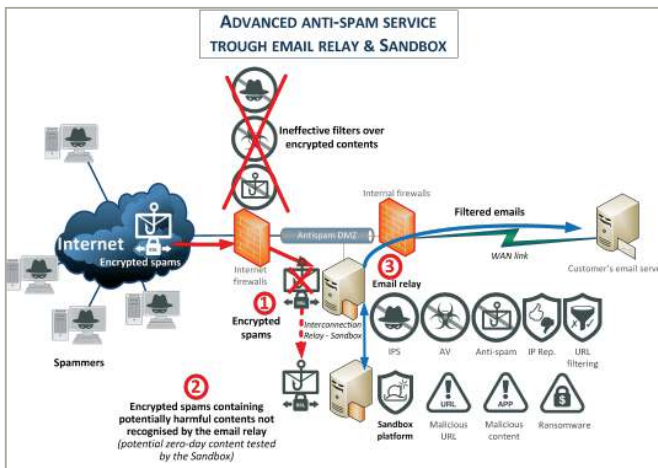 ADVANCED ANTI-SPAM SERVICE
TROUGH EMAIL RELAY & SANDBOX
Ineffective filters over
encrypted contents
Internal firewalls
Filtered emails
Antispam DMZ
Internet
Encrypted spams
Internet
firewalls
WAN link
Customer's email serve
1
Encrypted
spams
3
Email relay
Interconnection
Relay - Sandbox
IPS
AV
Anti-spam
IP Rep.
URL
filtering
Spammers
2
Encrypted spams containing
potentially harmful contents not
recognised by the email relay
(potential zero-day content tested
by the Sandbox)
URL
APP
Sandbox
platform
Malicious
URL
Malicious
content
Ransomware